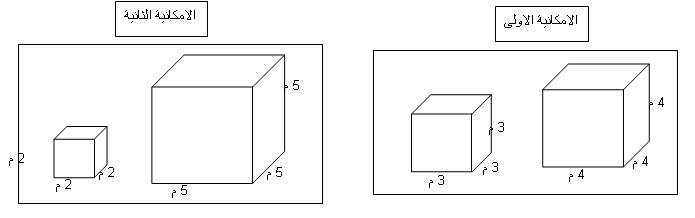 الامكانية الاولى
4 م
4 م
4 م
3 م
3 م
3 م
الامكانية الثانية
5 م
5 م
5 م
2 م
2 م
2 م